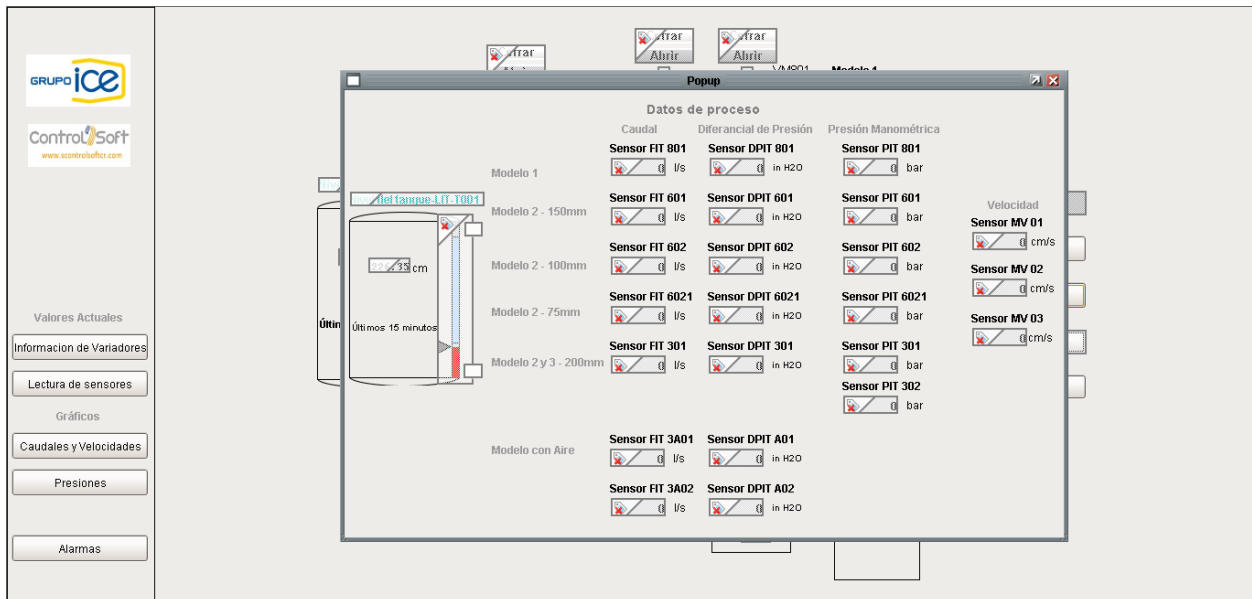 GRUPO ice
Control Soft
www.scontrolsoftcr.com
Valores Actuales
Informacion de Variadores
Lectura de sensores
Gráficos
Caudales y Velocidades
Presiones
Alarmas
Abrir
Abrir
Popup
Datos de proceso
Caudal Diferancial de Presión Presión Manométrica
Sensor FIT 801 Sensor DPIT 801 Sensor PIT 801
Modelo 1 0 l/s 0 in H2O 0 bar
del tanque-LIT-T001
Sensor FIT 601 Sensor DPIT 601 Sensor PIT 601
Modelo 2 - 150mm 0 l/s 0 in H2O 0 bar
Velocidad
Sensor MV 01
0 cm/s
Sensor FIT 602 Sensor DPIT 602 Sensor PIT 602
Modelo 2 - 100mm 0 l/s 0 in H2O 0 bar
cm
Sensor MV 02
0 cm/s
Sensor FIT 6021 Sensor DPIT 6021 Sensor PIT 6021
Modelo 2 - 75mm 0 l/s 0 in H2O 0 bar
Últimos 15 minutos
Sensor MV 03
0 cm/s
Sensor FIT 301 Sensor DPIT 301 Sensor PIT 301
Modelo 2 y 3 - 200mm 0 l/s 0 in H2O 0 bar
Sensor PIT 302
0 bar
Sensor FIT 3A01 Sensor DPIT A01
Modelo con Aire 0 l/s 0 in H2O
Sensor FIT 3A02 Sensor DPIT A02
0 l/s 0 in H2O